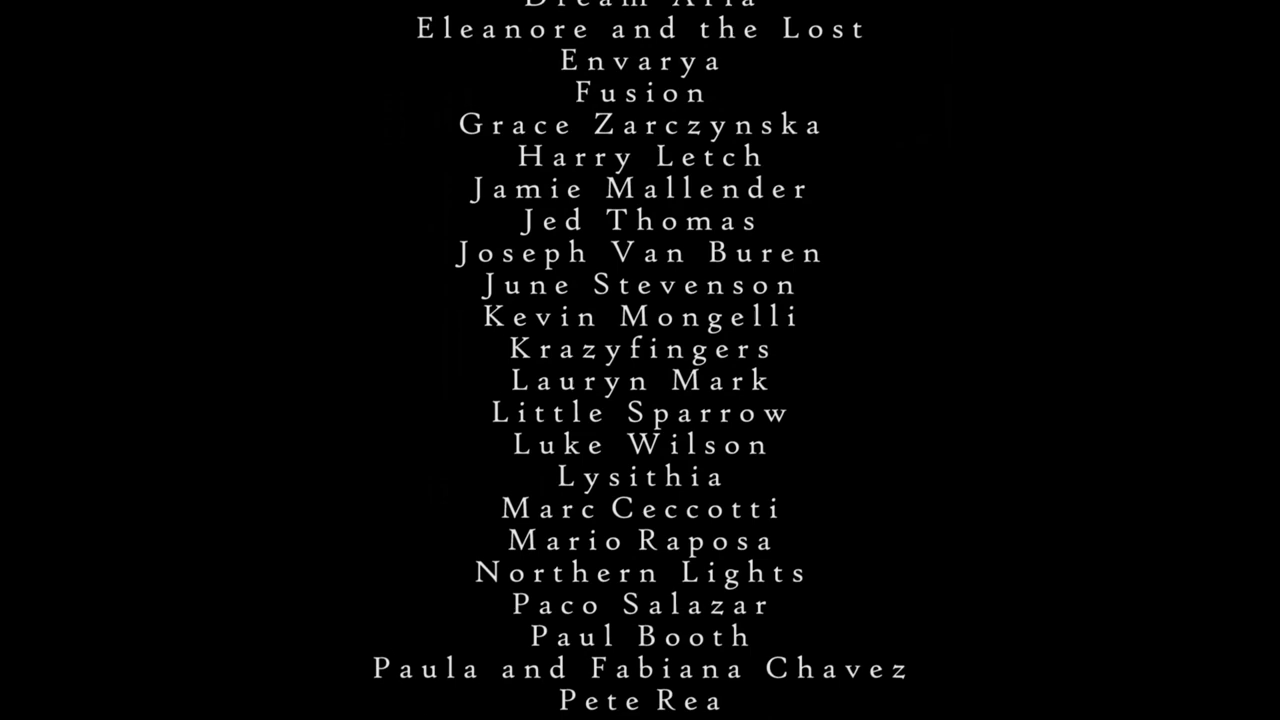 Dream Aria
Eleanore and the Lost
Envarya
Fusion
Grace Zarczynska
Harry Letch
Jamie Mallender
Jed Thomas
Joseph Van Buren
June Stevenson
Kevin Mongelli
Krazyfingers
Lauryn Mark
Little Sparrow
Luke Wilson
Lysithia
Marc Ceccotti
Mario Raposa
Northern Lights
Paco Salazar
Paul Booth
Paula and Fabiana Chavez
Pete Rea